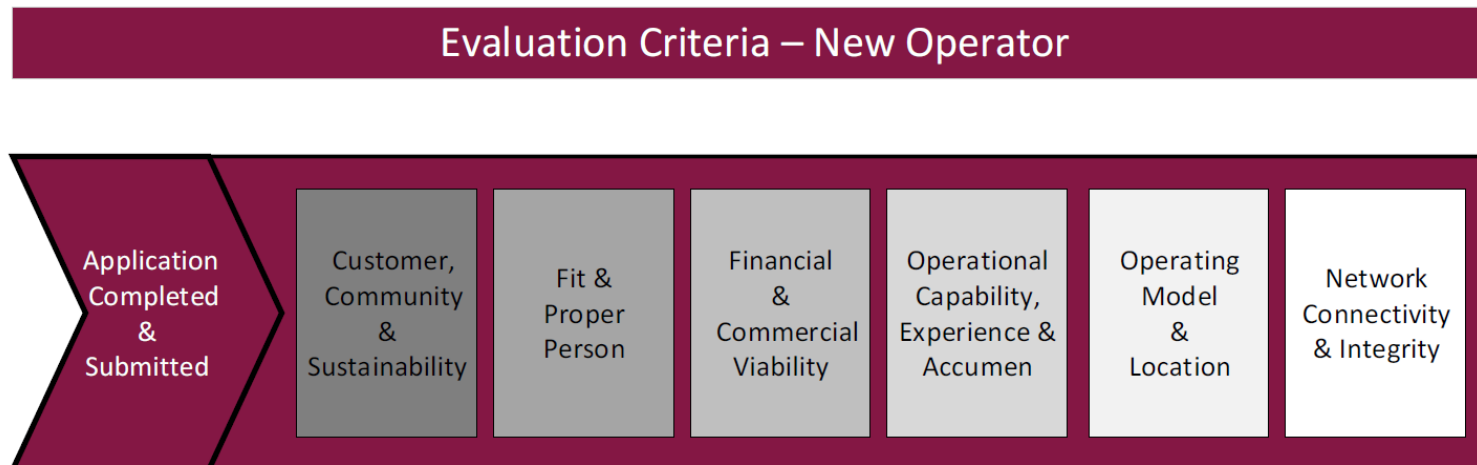 Evaluation Criteria – New Operator
Application
Completed
&
Submitted
Customer,
Community
&
Sustainability
Fit &
Proper
Person
Financial
&
Commercial
Viability
Operational
Capability,
Experience &
Accumen
Operating
Model
&
Location
Network
Connectivity
& Integrity